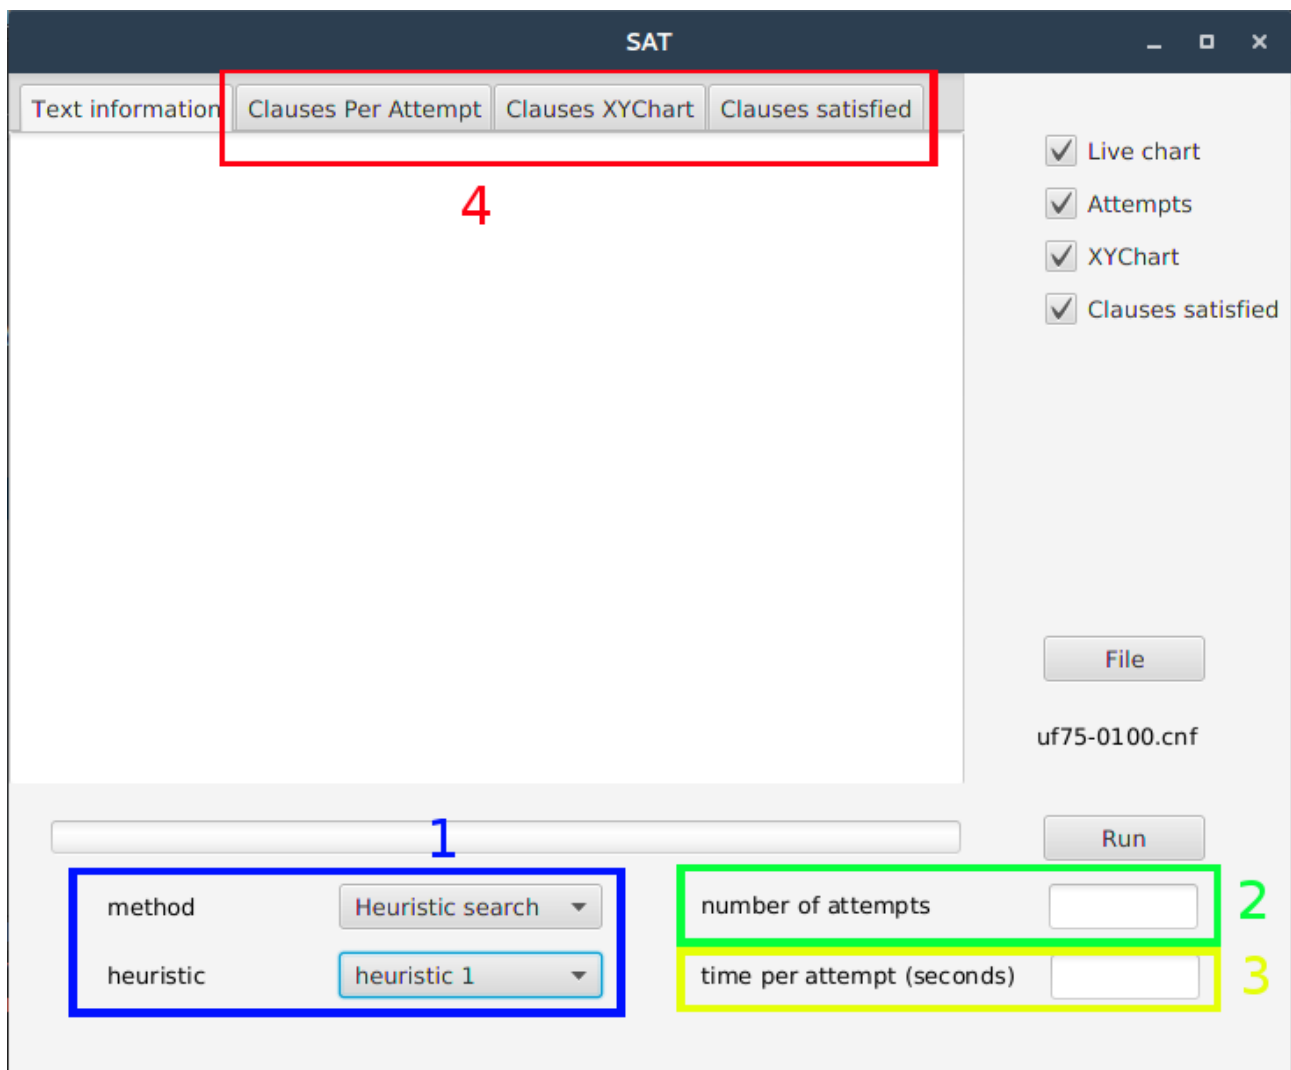 SAT
Text information Clauses Per Attempt Clauses XYChart Clauses satisfied
4
Live chart
Attempts
XYChart
Clauses satisfied
File
uf75-0100.cnf
1
Run
method Heuristic search number of attempts 2
heuristic heuristic 1 time per attempt (seconds) 3